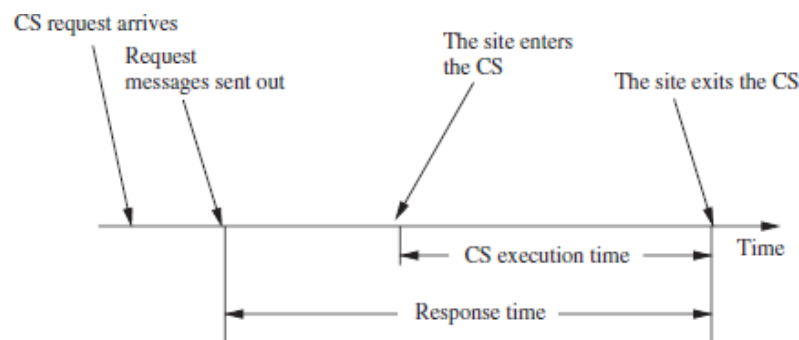 CS request arrives
Request
messages sent out
The site enters
the CS
The site exits the CS
Time
CS execution time
Response time